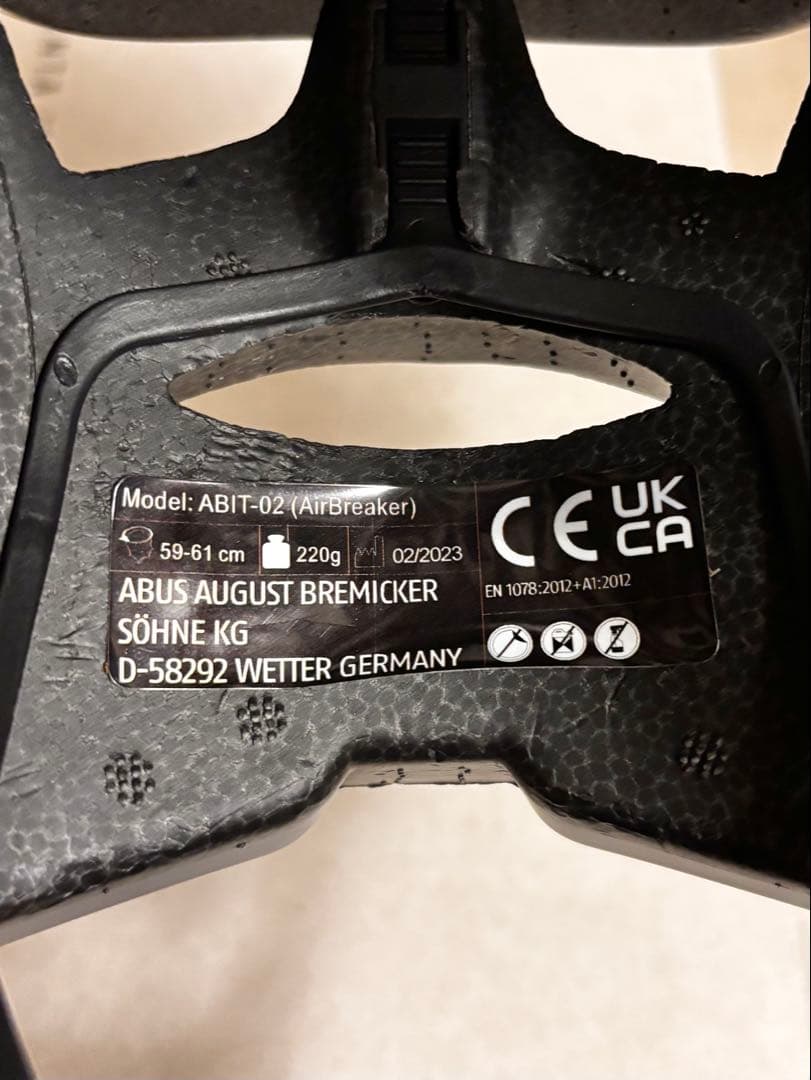 Model: ABIT-02 (AirBreaker)
59-61 cm 220g 02/2023
ABUS AUGUST BREMICKER
SÖHNE KG
D-58292 WETTER GERMANY
CE UK
CA
EN 1078:2012+A1:2012